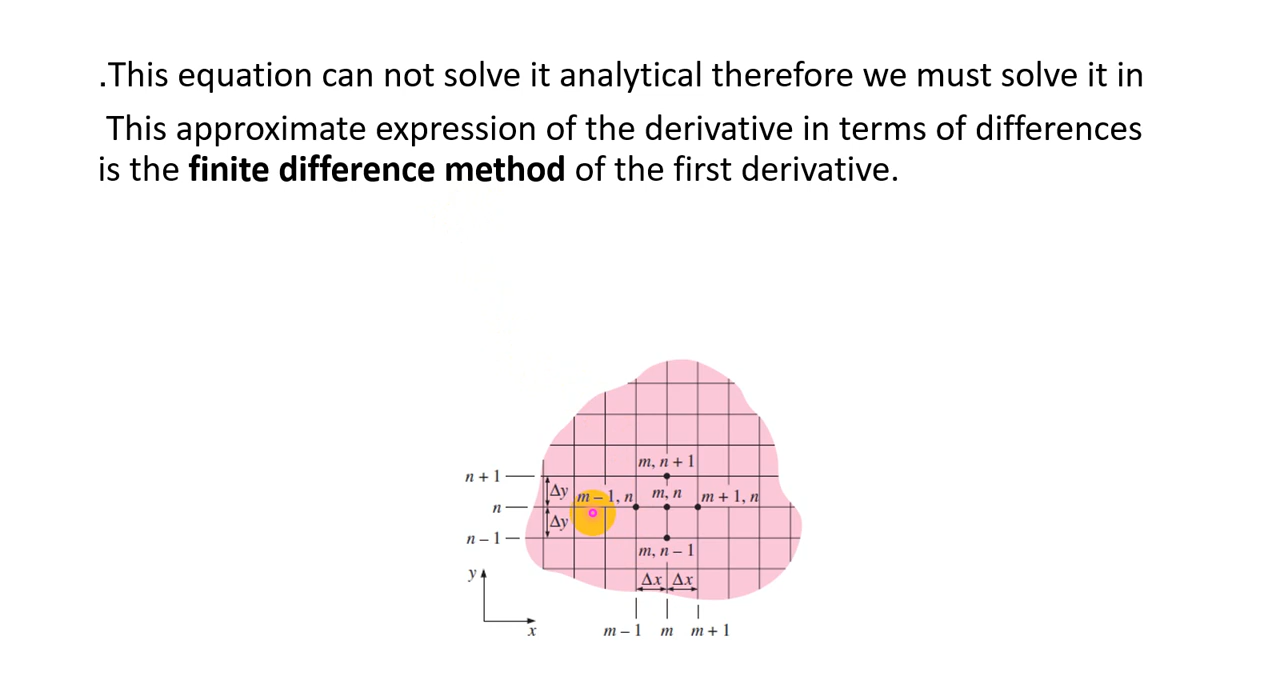 .This equation can not solve it analytical therefore we must solve it in
This approximate expression of the derivative in terms of differences
is the finite difference method of the first derivative.
m, n + 1
n + 1
Δy
m – 1, n
m, n
m + 1, n
n
Δy
n – 1
m, n – 1
y
Δx Δx
x
m – 1 m m + 1